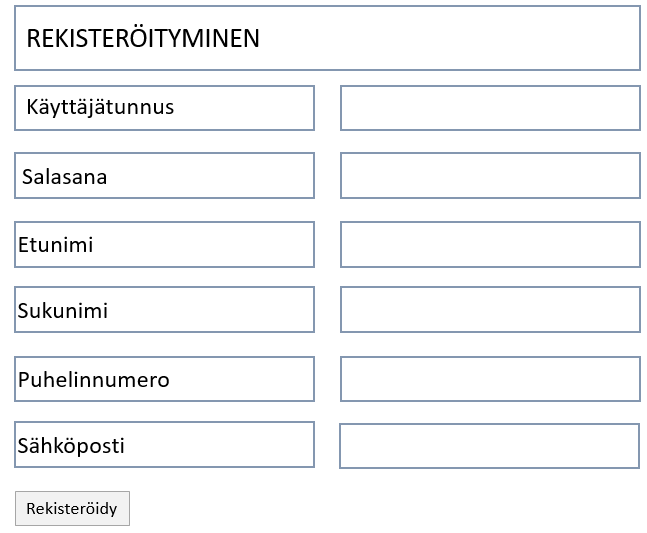 REKISTERÖITYMINEN
Käyttäjätunnus
Salasana
Etunimi
Sukunimi
Puhelinnumero
Sähköposti
Rekisteröidy